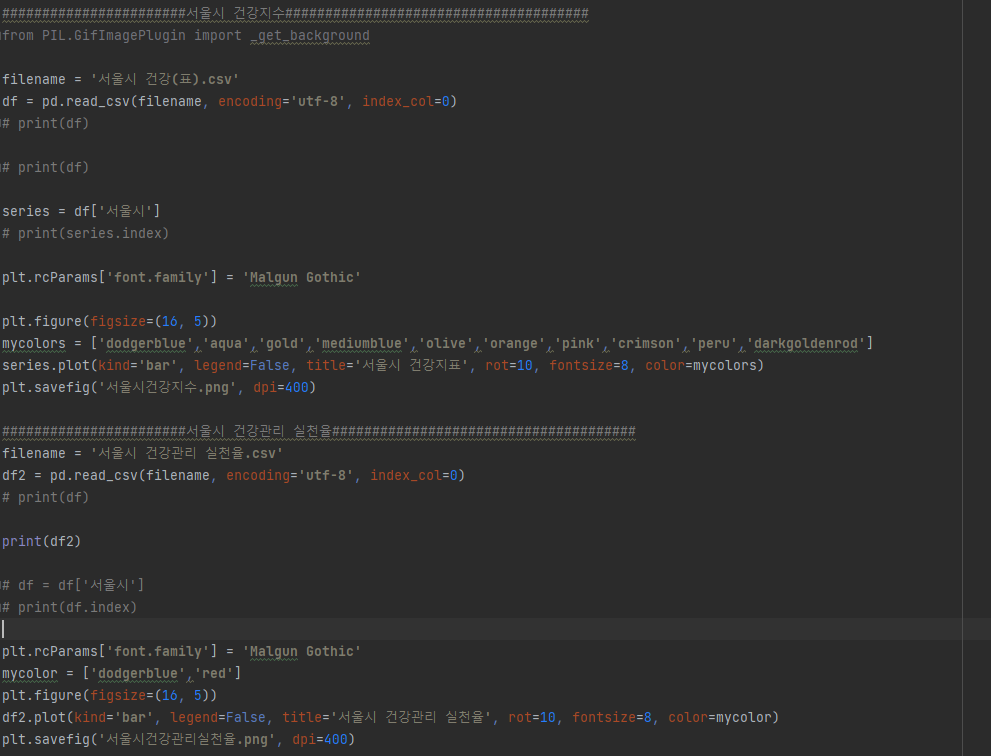 #######################서울시 건강지수######################################
from PIL.GifImagePlugin import _get_background
filename = '서울시 건강(표).csv'
df = pd.read_csv(filename, encoding='utf-8', index_col=0)
# print(df)
# print(df)
series = df['서울시']
# print(series.index)
plt.rcParams['font.family'] = 'Malgun Gothic'
plt.figure(figsize=(16, 5))
mycolors = ['dodgerblue','aqua','gold','mediumblue','olive','orange','pink','crimson','peru','darkgoldenrod']
series.plot(kind='bar', legend=False, title='서울시 건강지표', rot=10, fontsize=8, color=mycolors)
plt.savefig('서울시건강지수.png', dpi=400)
#######################서울시 건강관리 실천율######################################
filename = '서울시 건강관리 실천율.csv'
df2 = pd.read_csv(filename, encoding='utf-8', index_col=0)
# print(df)
print(df2)
# df = df['서울시']
# print(df.index)
plt.rcParams['font.family'] = 'Malgun Gothic'
mycolor = ['dodgerblue','red']
plt.figure(figsize=(16, 5))
df2.plot(kind='bar', legend=False, title='서울시 건강관리 실천율', rot=10, fontsize=8, color=mycolor)
plt.savefig('서울시건강관리실천율.png', dpi=400)